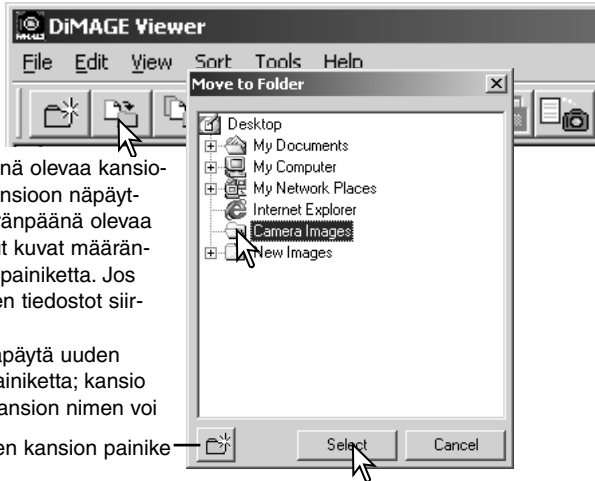 DiMAGE Viewer
File Edit View Sort Tools Help
Move to Folder
Desktop
My Documents
My Computer
My Network Places
Internet Explorer
Camera Images
New Images
nä olevaa kansio-
nsioon näpäyt-
änpäänä olevaa
ut kuvat määrän-
painiketta. Jos
en tiedostot siir-
äpäytä uuden
ainiketta; kansio
ansion nimen voi
en kansion painike
Select Cancel